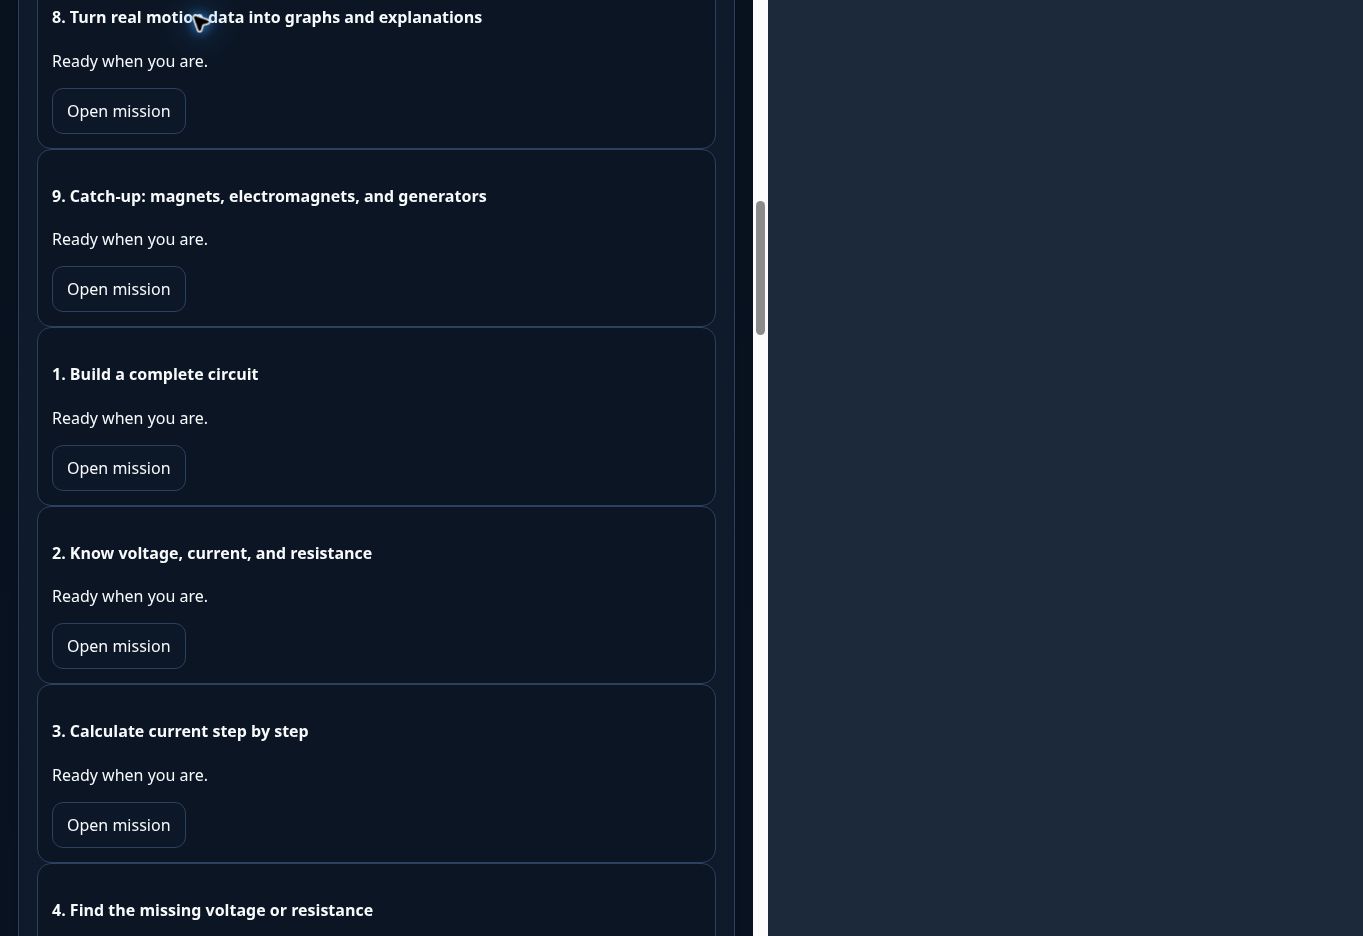 8. Turn real motion data into graphs and explanations
Ready when you are.
Open mission
9. Catch-up: magnets, electromagnets, and generators
Ready when you are.
Open mission
1. Build a complete circuit
Ready when you are.
Open mission
2. Know voltage, current, and resistance
Ready when you are.
Open mission
3. Calculate current step by step
Ready when you are.
Open mission
4. Find the missing voltage or resistance